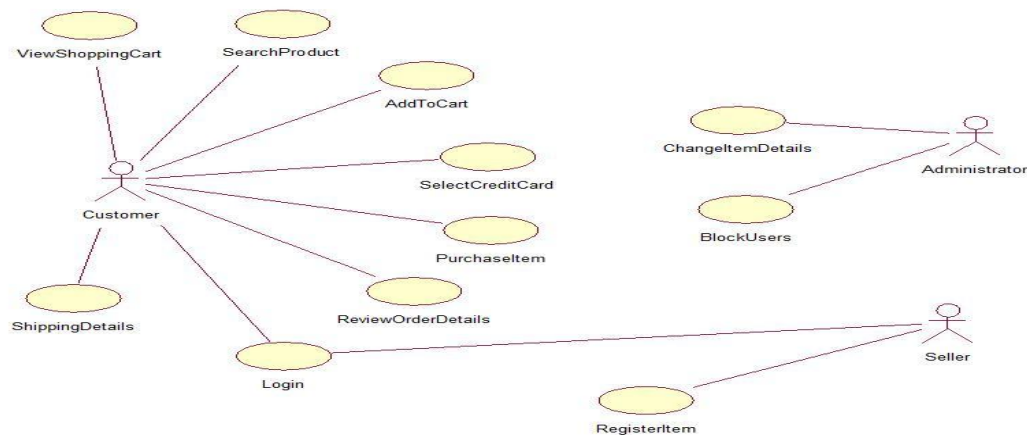 ViewShoppingCart
SearchProduct
AddToCart
ChangeItemDetails
Administrator
SelectCreditCard
Customer
BlockUsers
PurchaseItem
ShippingDetails
ReviewOrderDetails
Seller
Login
RegisterItem